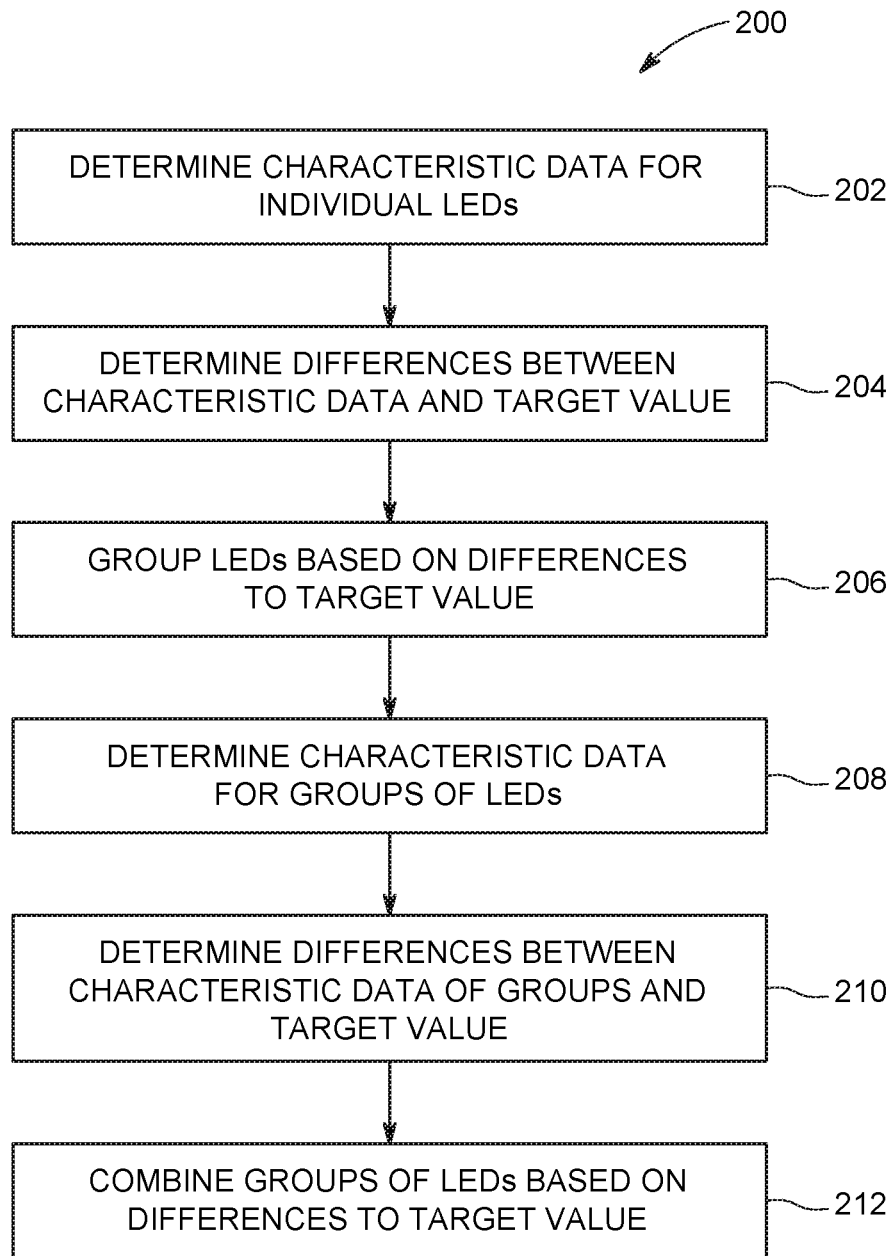 200
DETERMINE CHARACTERISTIC DATA FOR
INDIVIDUAL LEDs
202
DETERMINE DIFFERENCES BETWEEN
CHARACTERISTIC DATA AND TARGET VALUE
204
GROUP LEDs BASED ON DIFFERENCES
TO TARGET VALUE
206
DETERMINE CHARACTERISTIC DATA
FOR GROUPS OF LEDs
208
DETERMINE DIFFERENCES BETWEEN
CHARACTERISTIC DATA OF GROUPS AND
TARGET VALUE
210
COMBINE GROUPS OF LEDs BASED ON
DIFFERENCES TO TARGET VALUE
212